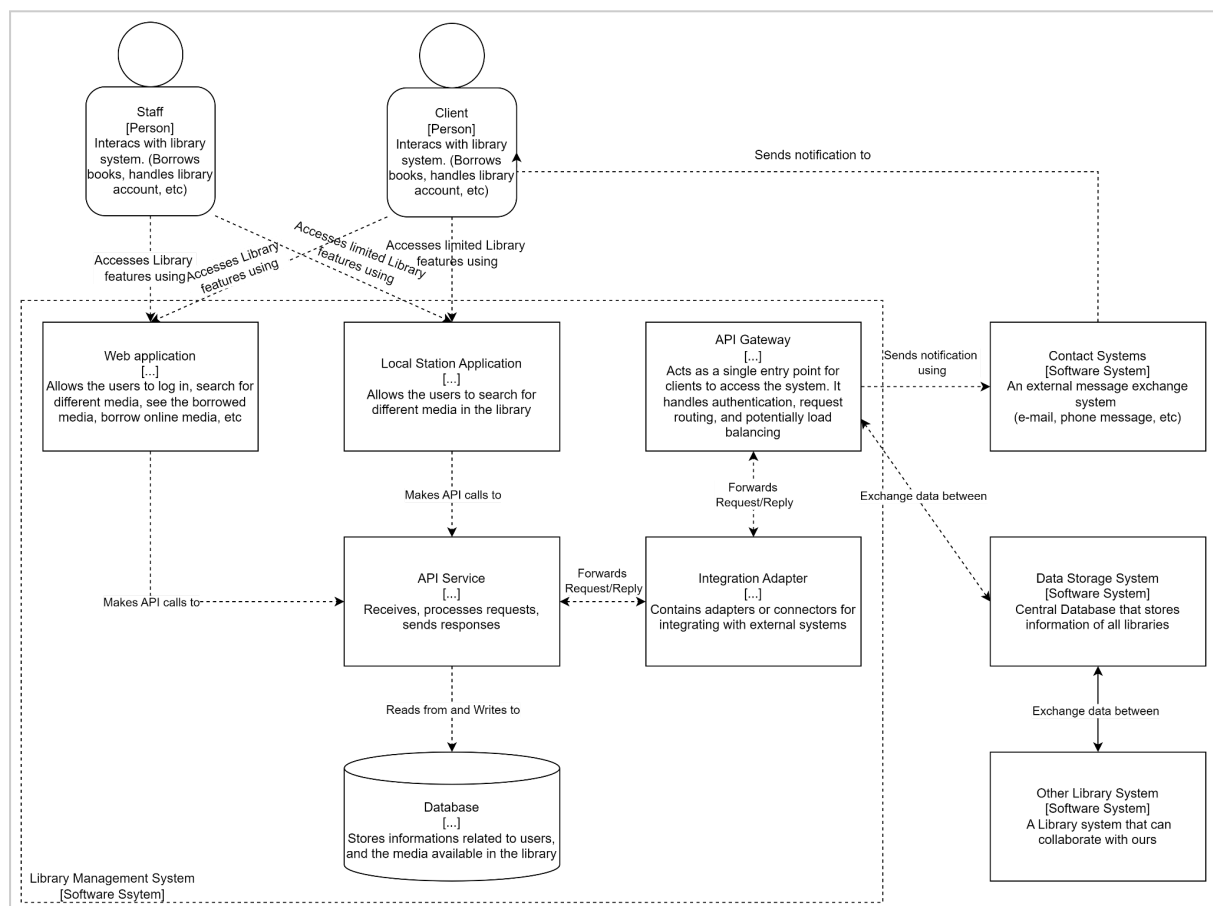 Staff
[Person]
Interacs with library
system. (Borrows
books, handles library
account, etc)
Client
[Person]
Interacs with library
system. (Borrows
books, handles library
account, etc)
Sends notification to
Accesses Library
features using
Accesses Library
features using
Accesses limited Library
features using
Accesses limited Library
features using
Web application
[...]
Allows the users to log in, search for
different media, see the borrowed
media, borrow online media, etc
Local Station Application
[...]
Allows the users to search for
different media in the library
API Gateway
[...]
Acts as a single entry point for
clients to access the system. It
handles authentication, request
routing, and potentially load
balancing
Sends notification
using
Contact Systems
[Software System]
An external message exchange
system
(e-mail, phone message, etc)
Makes API calls to
Forwards
Request/Reply
Exchange data between
Makes API calls to
API Service
[...]
Receives, processes requests,
sends responses
Forwards
Request/Reply
Integration Adapter
[...]
Contains adapters or connectors for
integrating with external systems
Data Storage System
[Software System]
Central Database that stores
information of all libraries
Reads from and Writes to
Exchange data between
Database
[...]
Stores informations related to users,
and the media available in the library
Other Library System
[Software System]
A Library system that can
collaborate with ours
Library Management System
[Software Ssytem]